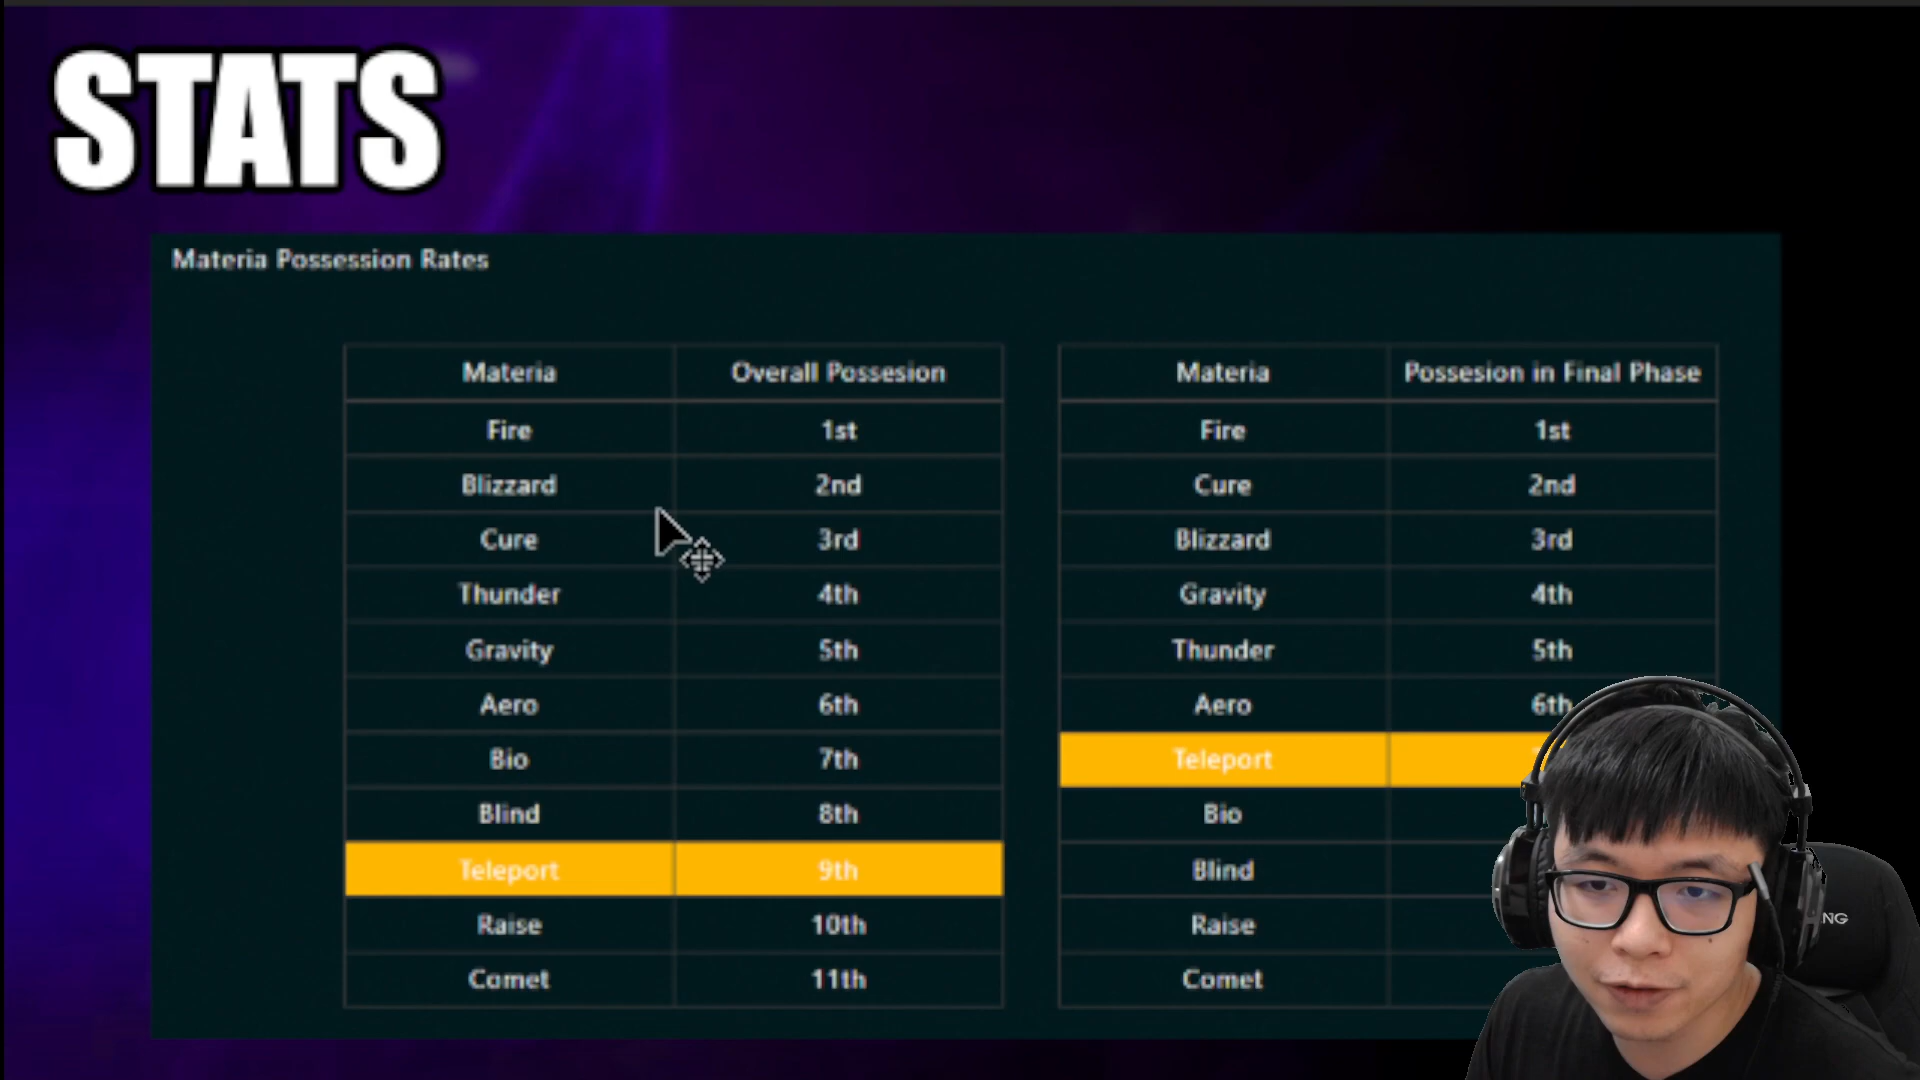 STATS
Materia Possession Rates
Materia Overall Possesion
Fire 1st
Blizzard 2nd
Cure 3rd
Thunder 4th
Gravity 5th
Aero 6th
Bio 7th
Blind 8th
Teleport 9th
Raise 10th
Comet 11th
Materia Possesion in Final Phase
Fire 1st
Cure 2nd
Blizzard 3rd
Gravity 4th
Thunder 5th
Aero 6th
Teleport
Bio
Blind
Raise
Comet
NG